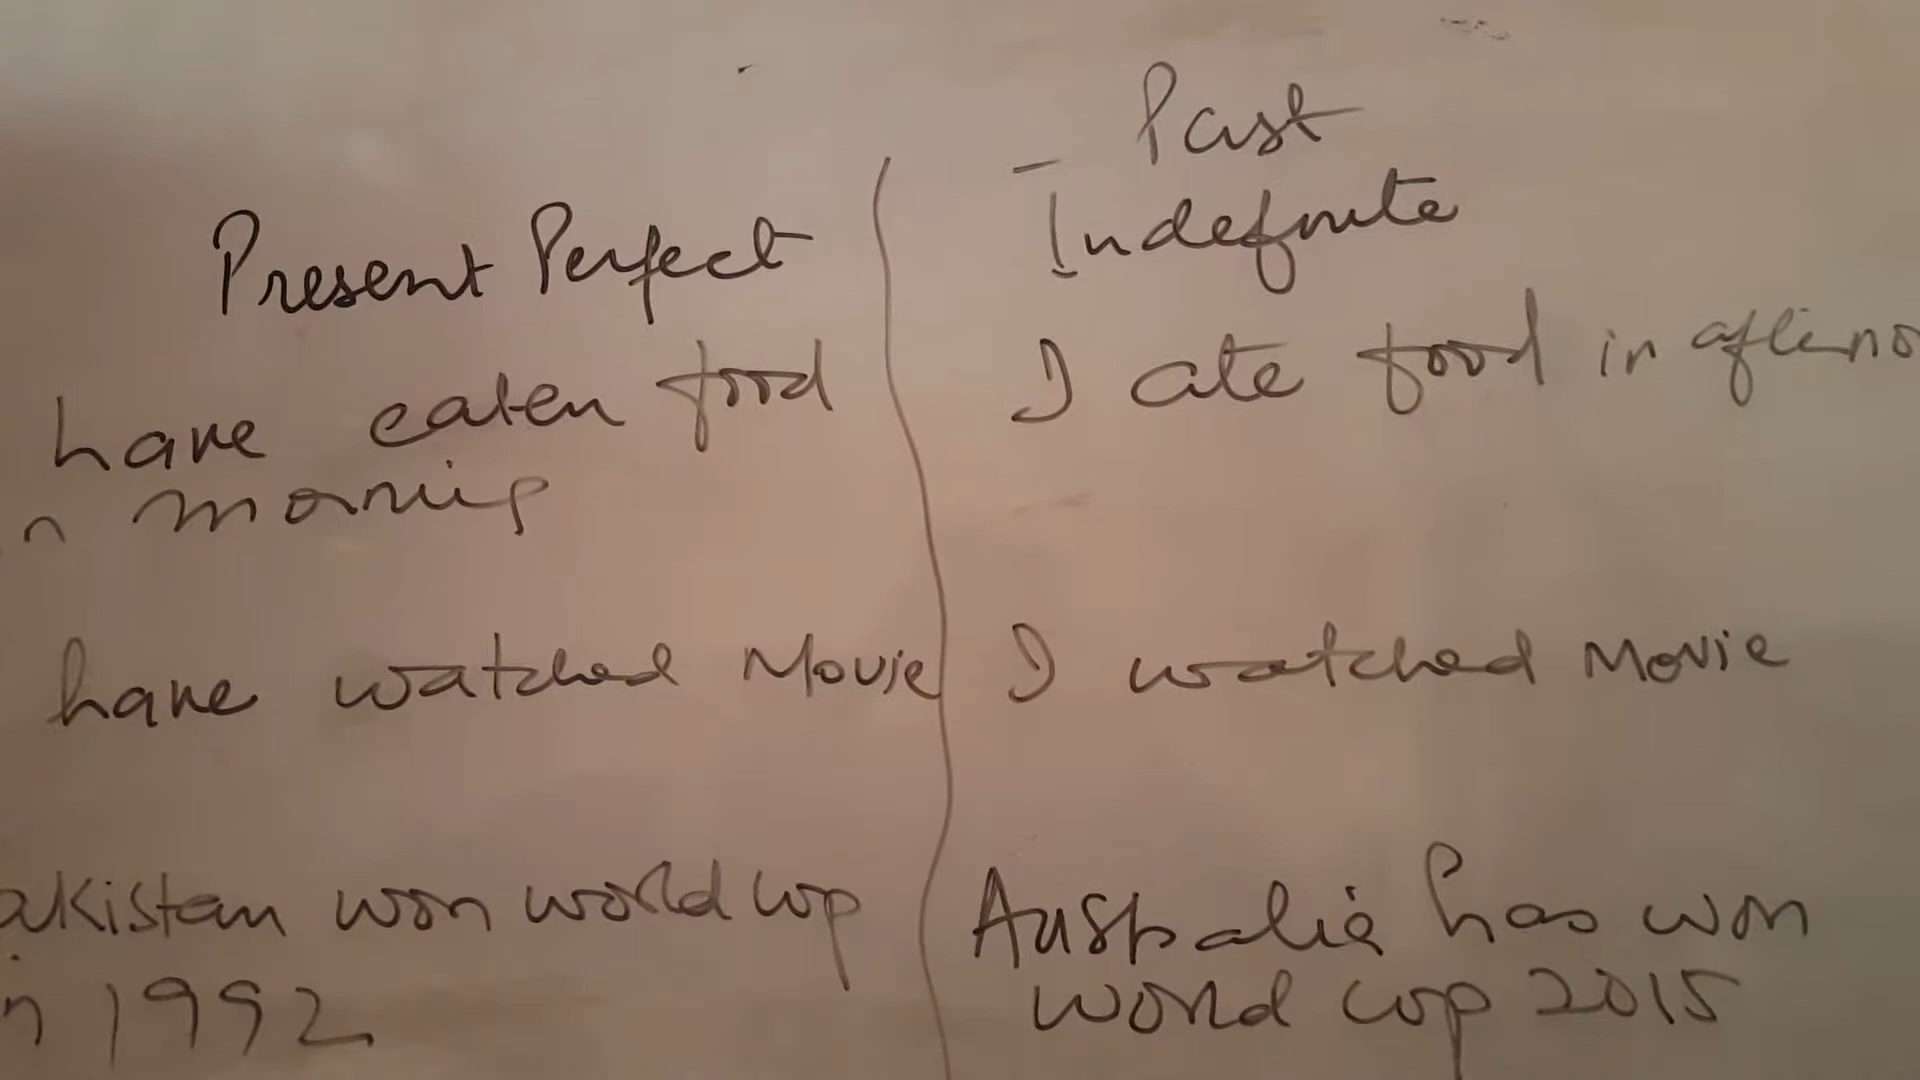 Present Perfect
have eaten food
n morning
have watched Movie
akistan won world cup
n 1992
Past
Indefinite
I ate food in afterno
I watched Movie
Australia has won
world cup 2015